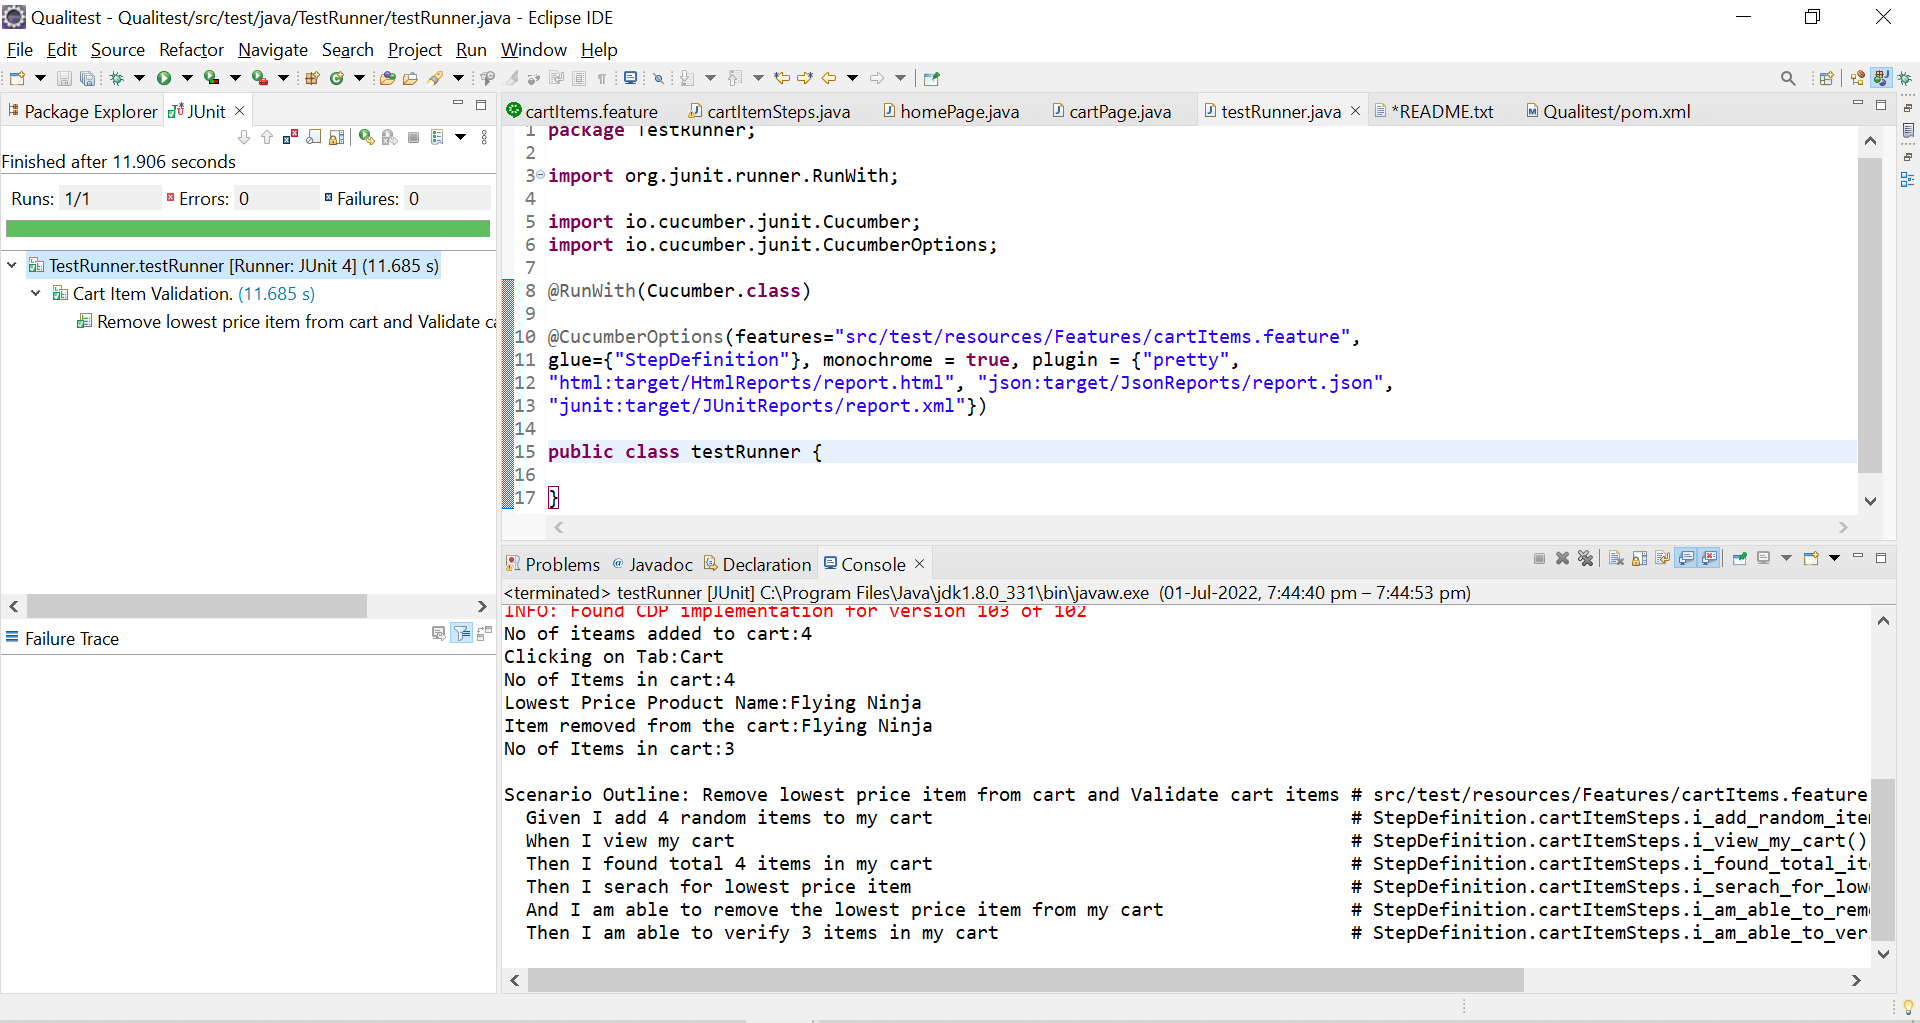 Qualitest - Qualitest/src/test/java/TestRunner/testRunner.java - Eclipse IDE
File Edit Source Refactor Navigate Search Project Run Window Help
Package Explorer JUnit
Finished after 11.906 seconds
Runs: 1/1 Errors: 0 Failures: 0
TestRunner.testRunner [Runner: JUnit 4] (11.685 s)
Cart Item Validation. (11.685 s)
Remove lowest price item from cart and Validate ca
Failure Trace
cartItems.feature cartItemSteps.java homePage.java cartPage.java testRunner.java *README.txt Qualitest/pom.xml
1 package TestRunner;
2
3 import org.junit.runner.RunWith;
4
5 import io.cucumber.junit.Cucumber;
6 import io.cucumber.junit.CucumberOptions;
7
8 @RunWith(Cucumber.class)
9
10 @CucumberOptions(features="src/test/resources/Features/cartItems.feature",
11 glue={"StepDefinition"}, monochrome = true, plugin = {"pretty",
12 "html:target/HtmlReports/report.html", "json:target/JsonReports/report.json",
13 "junit:target/JUnitReports/report.xml"})
14
15 public class testRunner {
16
17 }
Problems Javadoc Declaration Console
<terminated> testRunner [JUnit] C:\Program Files\Java\jdk1.8.0_331\bin\javaw.exe (01-Jul-2022, 7:44:40 pm – 7:44:53 pm)
INFO: Found CDP implementation for version 103 of 102
No of iteams added to cart:4
Clicking on Tab:Cart
No of Items in cart:4
Lowest Price Product Name:Flying Ninja
Item removed from the cart:Flying Ninja
No of Items in cart:3
Scenario Outline: Remove lowest price item from cart and Validate cart items # src/test/resources/Features/cartItems.feature
Given I add 4 random items to my cart # StepDefinition.cartItemSteps.i_add_random_iter
When I view my cart # StepDefinition.cartItemSteps.i_view_my_cart()
Then I found total 4 items in my cart # StepDefinition.cartItemSteps.i_found_total_it
Then I serach for lowest price item # StepDefinition.cartItemSteps.i_serach_for_low
And I am able to remove the lowest price item from my cart # StepDefinition.cartItemSteps.i_am_able_to_rem
Then I am able to verify 3 items in my cart # StepDefinition.cartItemSteps.i_am_able_to_ver